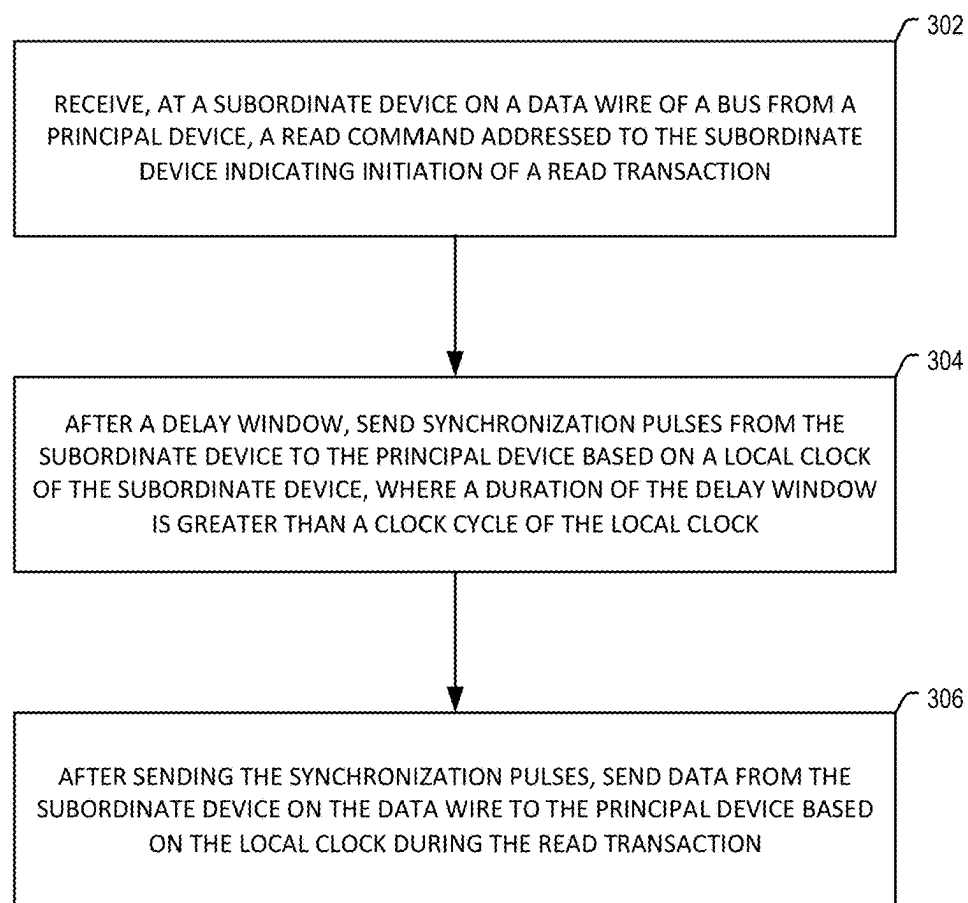 302
RECEIVE, AT A SUBORDINATE DEVICE ON A DATA WIRE OF A BUS FROM A
PRINCIPAL DEVICE, A READ COMMAND ADDRESSED TO THE SUBORDINATE
DEVICE INDICATING INITIATION OF A READ TRANSACTION
304
AFTER A DELAY WINDOW, SEND SYNCHRONIZATION PULSES FROM THE
SUBORDINATE DEVICE TO THE PRINCIPAL DEVICE BASED ON A LOCAL CLOCK
OF THE SUBORDINATE DEVICE, WHERE A DURATION OF THE DELAY WINDOW
IS GREATER THAN A CLOCK CYCLE OF THE LOCAL CLOCK
306
AFTER SENDING THE SYNCHRONIZATION PULSES, SEND DATA FROM THE
SUBORDINATE DEVICE ON THE DATA WIRE TO THE PRINCIPAL DEVICE BASED
ON THE LOCAL CLOCK DURING THE READ TRANSACTION